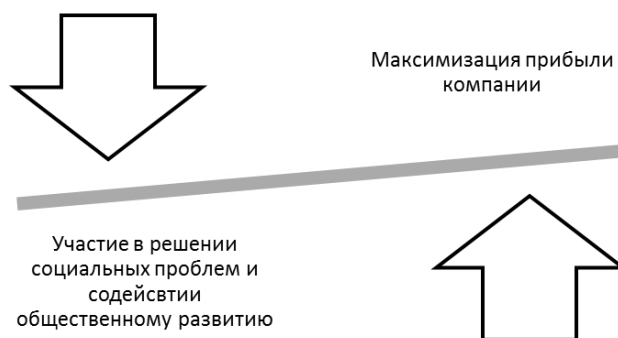 Максимизация прибыли
компании
Участие в решении
социальных проблем и
содейсвтии
общественному развитию